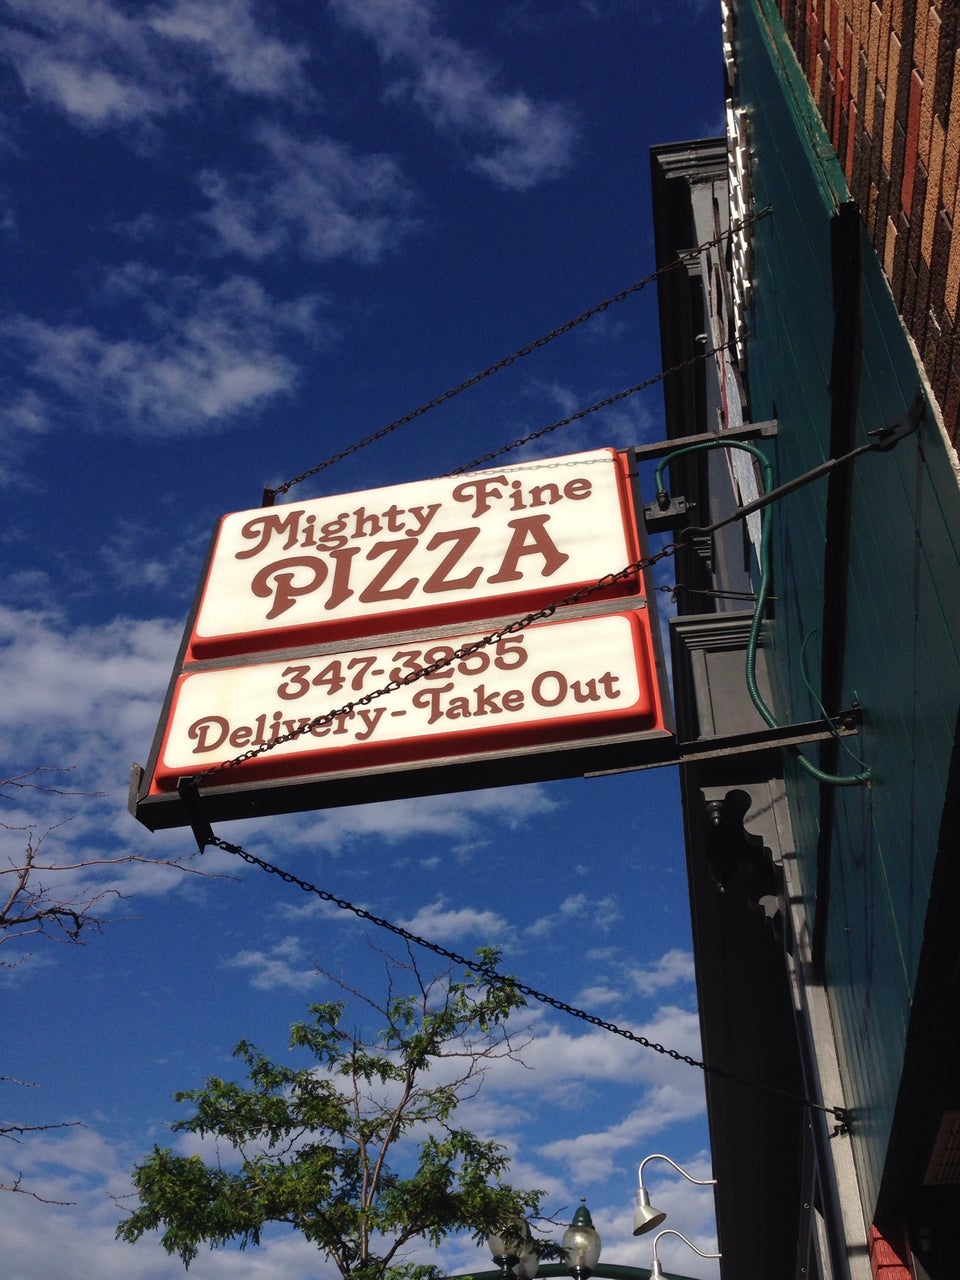 Mighty Fine
PIZZA
347-3255
Delivery-Take Out